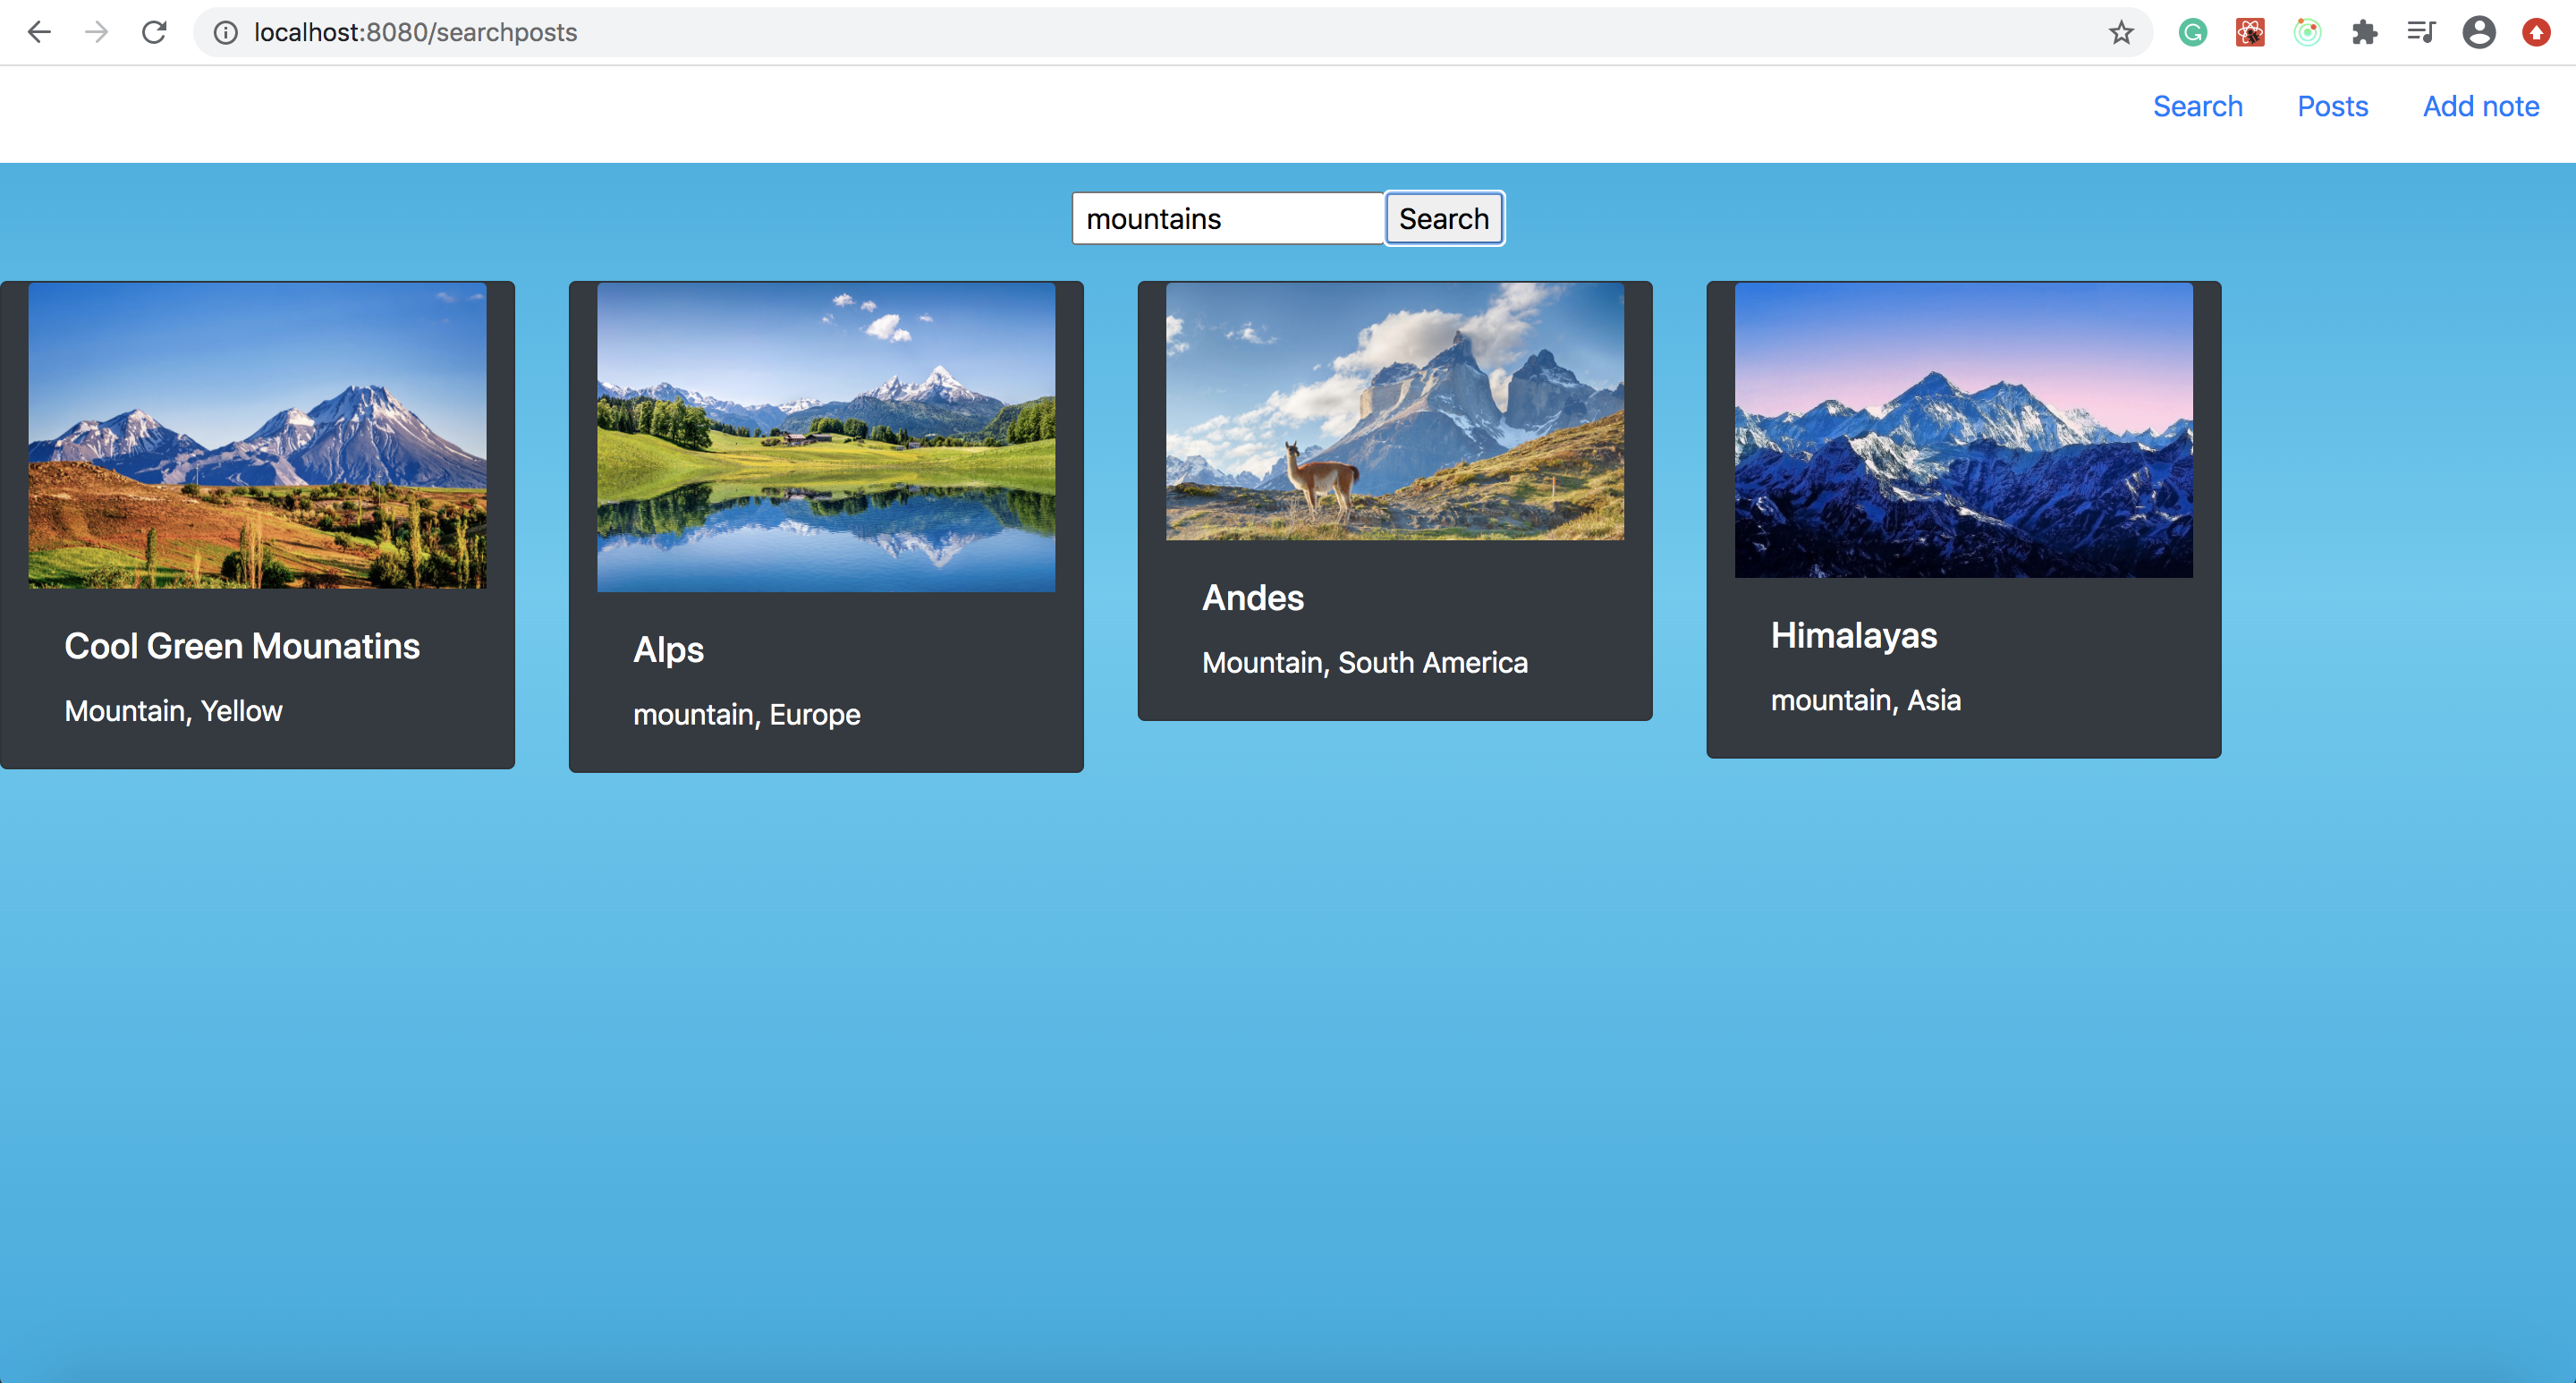 localhost:8080/searchposts
Search Posts Add note
mountains Search
Cool Green Mounatins
Mountain, Yellow
Alps
mountain, Europe
Andes
Mountain, South America
Himalayas
mountain, Asia